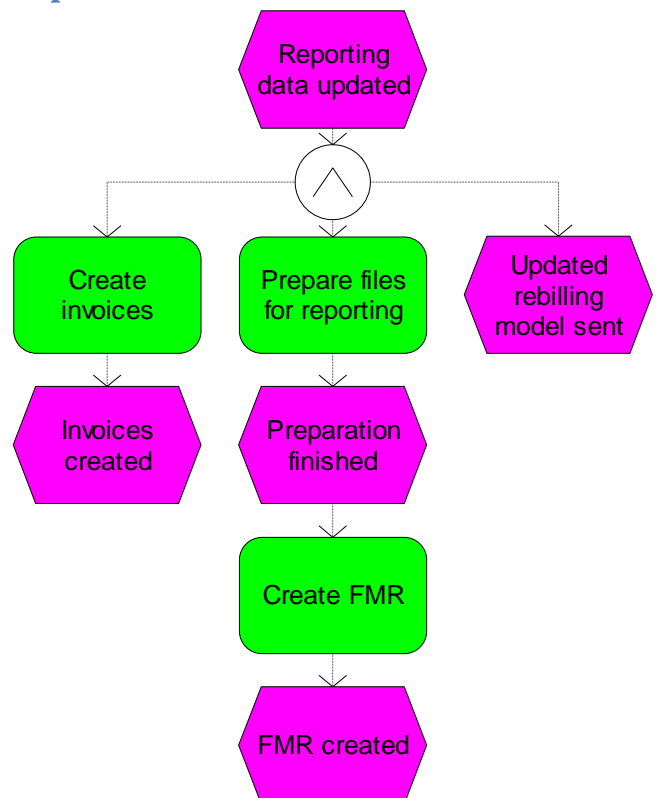 Reporting
data updated
Create
invoices
Prepare files
for reporting
Updated
rebilling
model sent
Invoices
created
Preparation
finished
Create FMR
FMR created